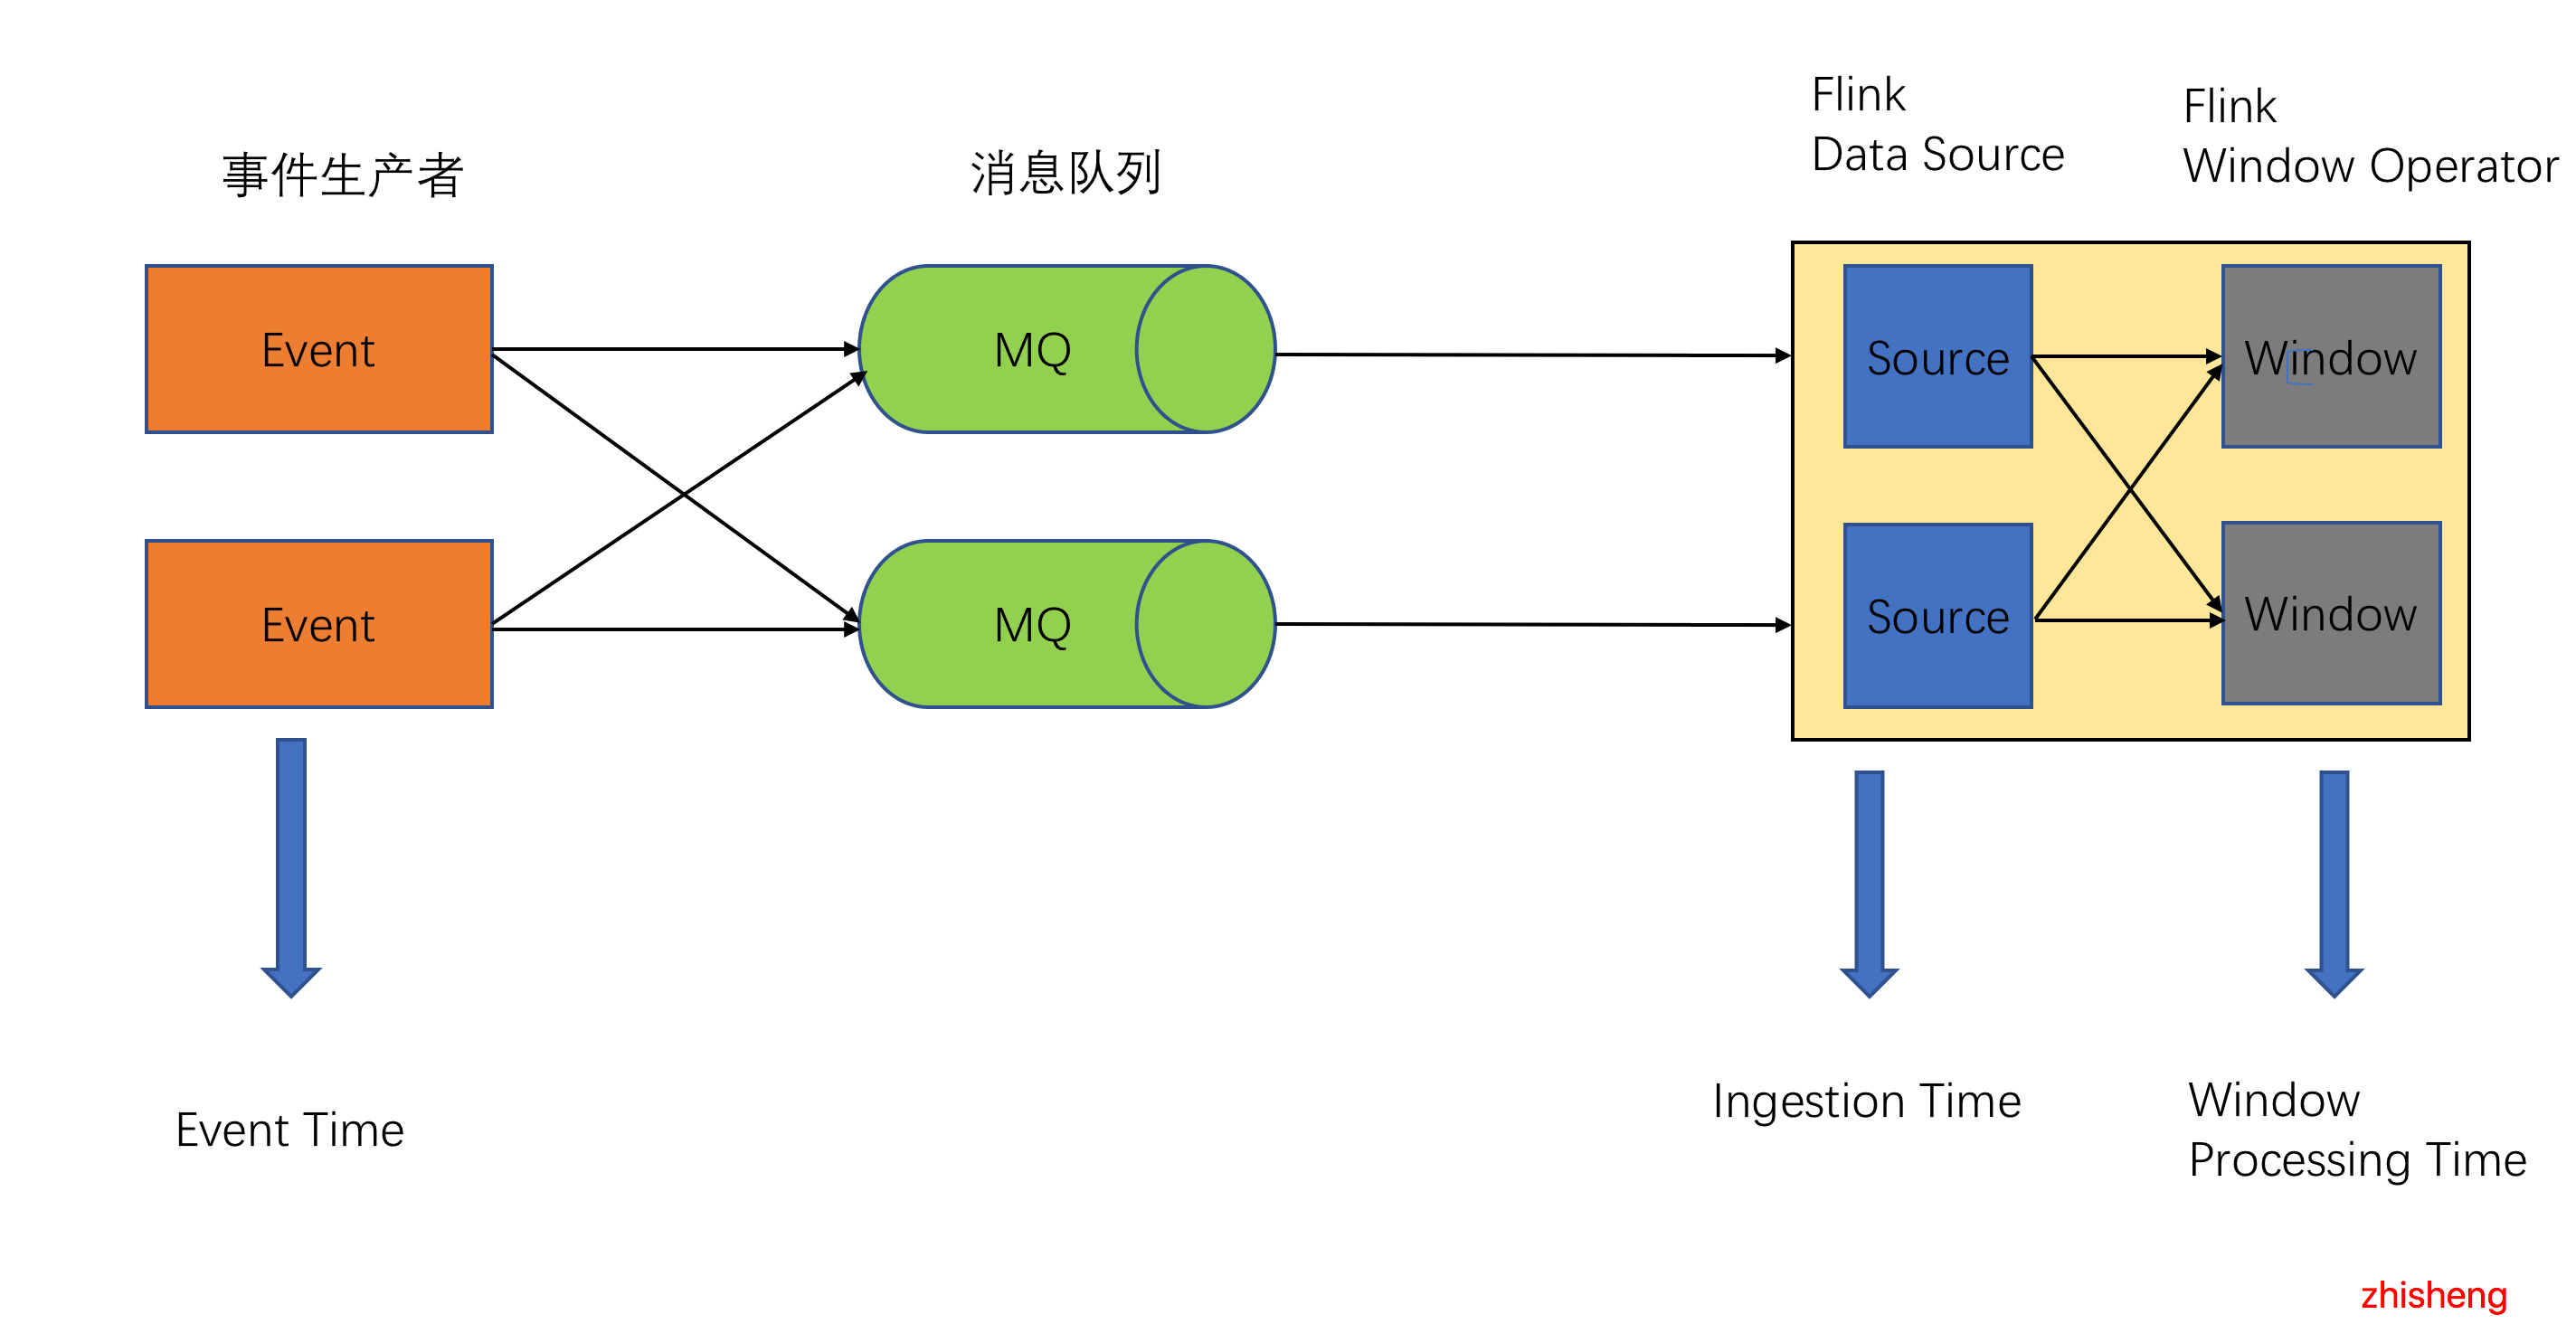 事件生产者
消息队列
Flink
Data Source
Flink
Window Operator
Event
MQ
Source
Window
Event
MQ
Source
Window
Event Time
Ingestion Time
Window
Processing Time
zhisheng